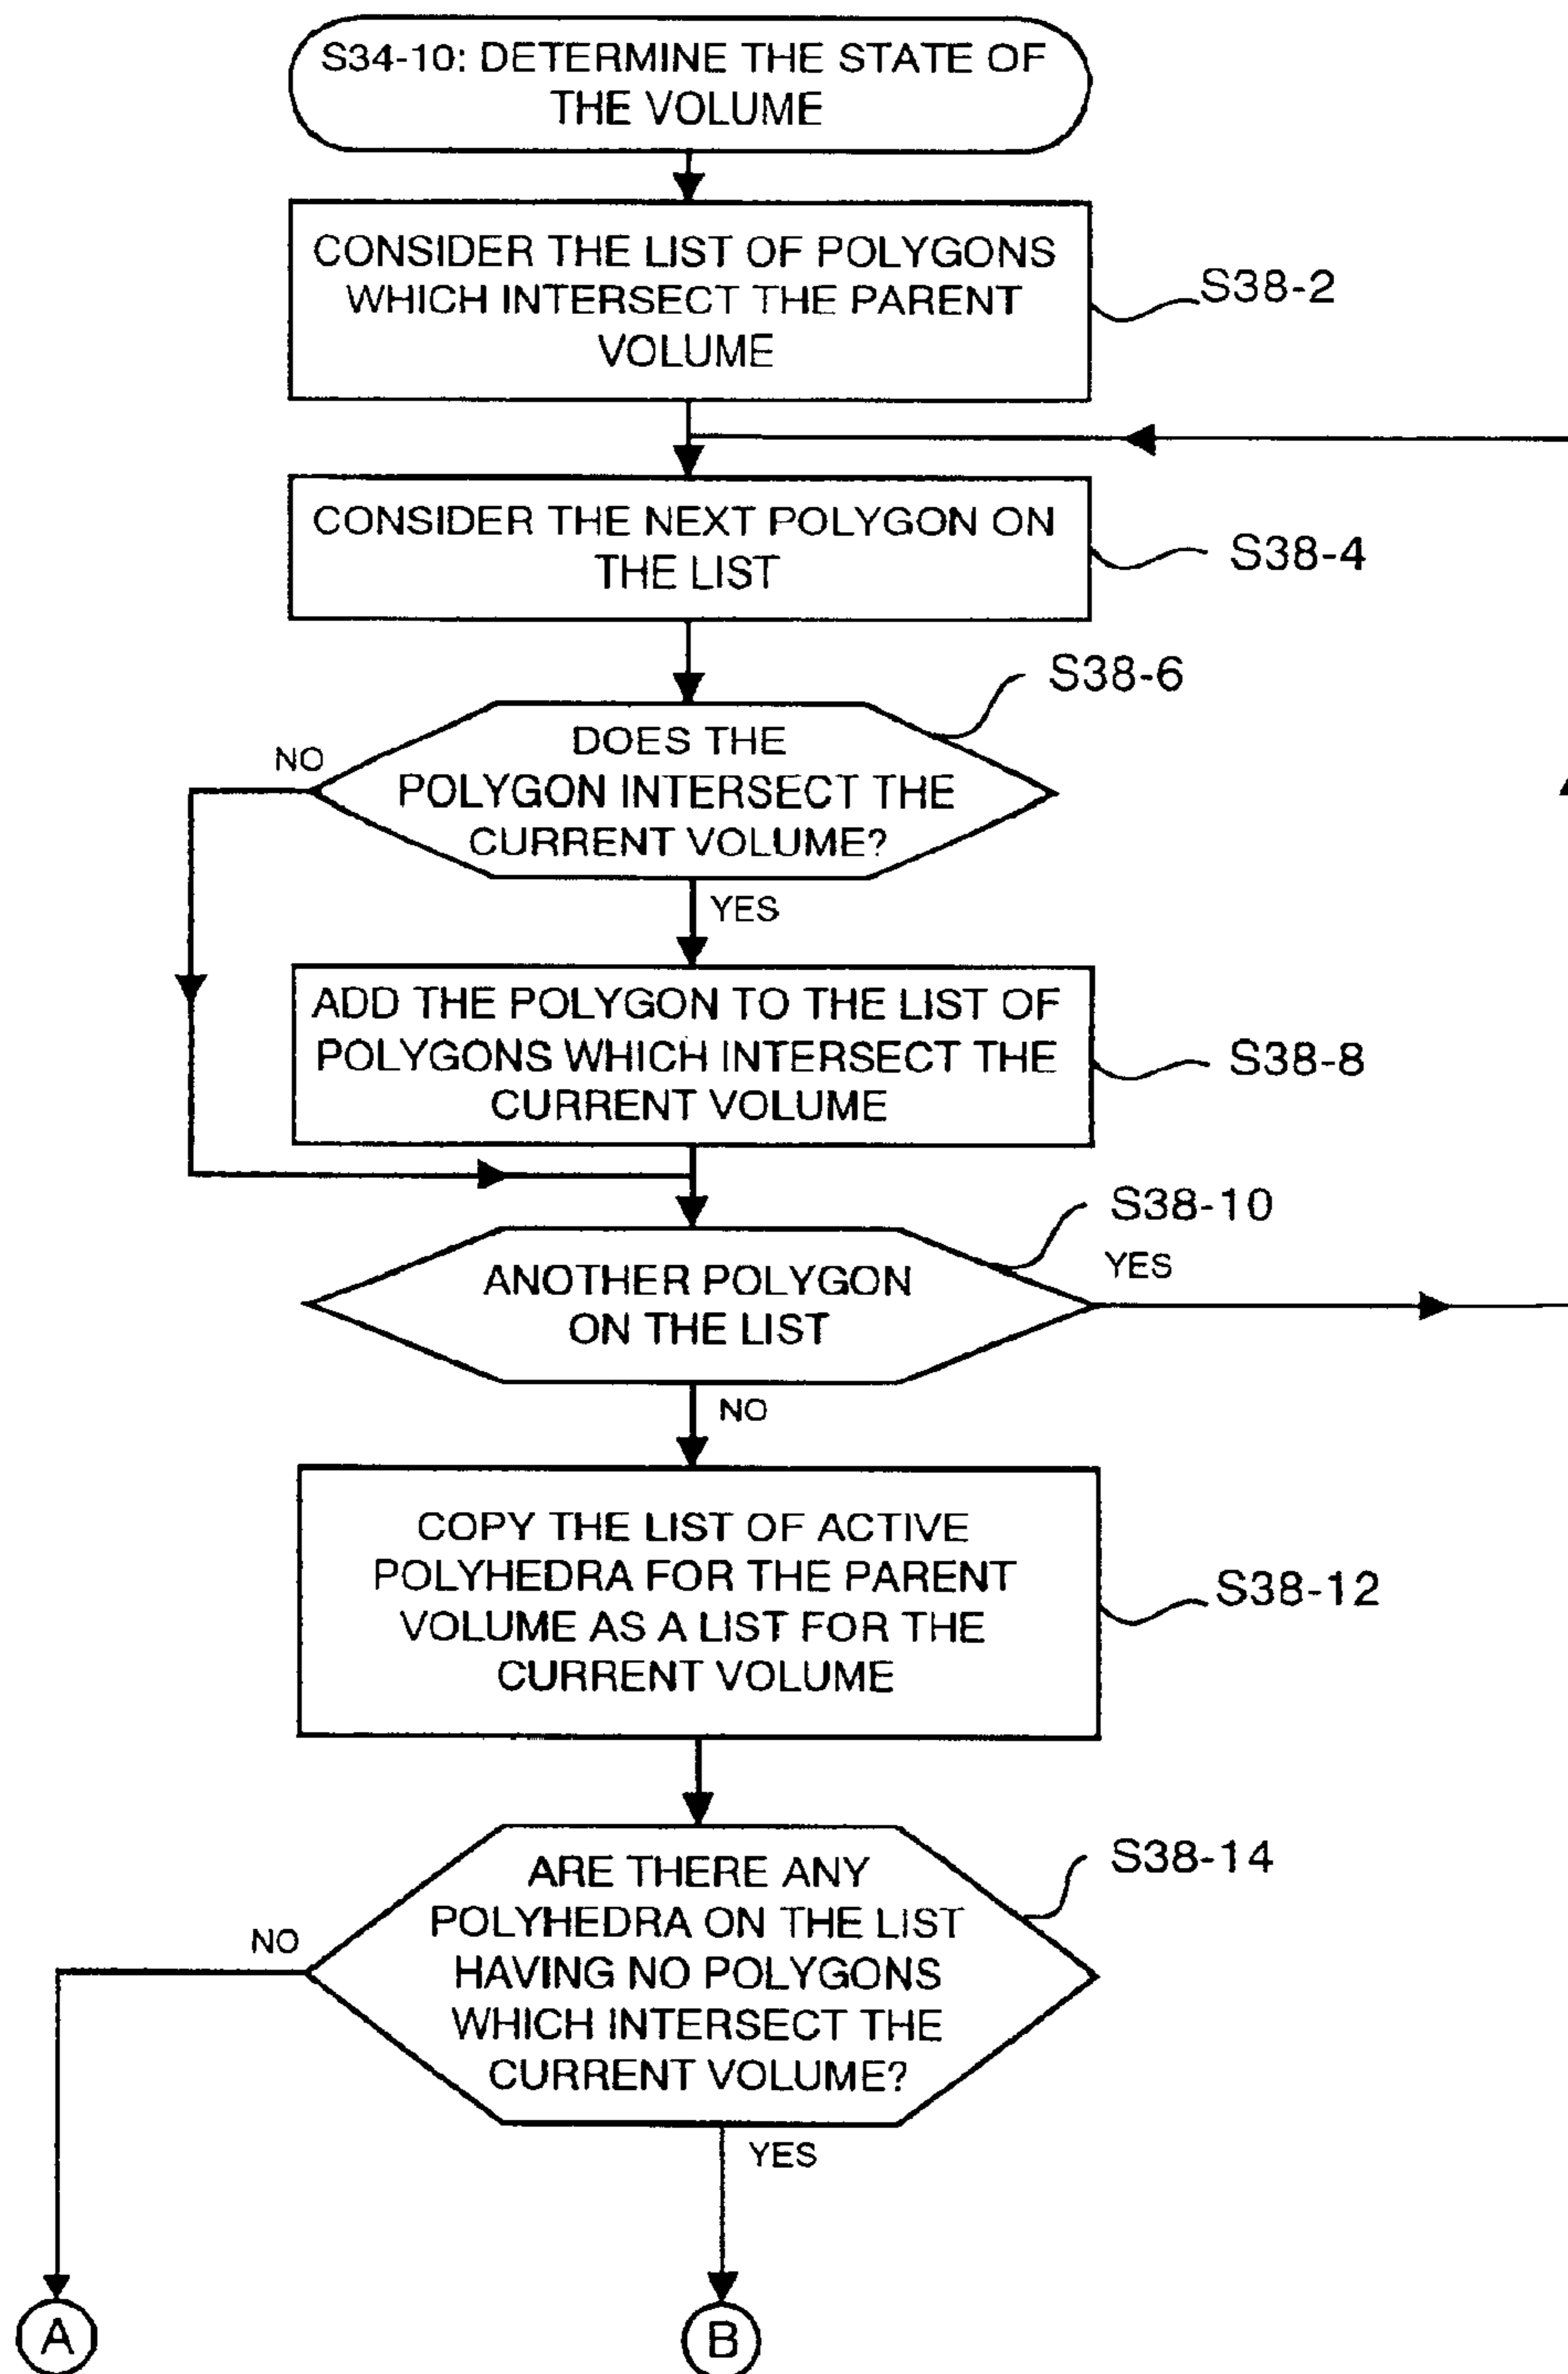 S34-10: DETERMINE THE STATE OF
THE VOLUME
CONSIDER THE LIST OF POLYGONS
WHICH INTERSECT THE PARENT
VOLUME
S38-2
CONSIDER THE NEXT POLYGON ON
THE LIST
S38-4
S38-6
DOES THE
POLYGON INTERSECT THE
CURRENT VOLUME?
NO
YES
ADD THE POLYGON TO THE LIST OF
POLYGONS WHICH INTERSECT THE
CURRENT VOLUME
S38-8
S38-10
ANOTHER POLYGON
ON THE LIST
YES
NO
COPY THE LIST OF ACTIVE
POLYHEDRA FOR THE PARENT
VOLUME AS A LIST FOR THE
CURRENT VOLUME
S38-12
S38-14
ARE THERE ANY
POLYHEDRA ON THE LIST
HAVING NO POLYGONS
WHICH INTERSECT THE
CURRENT VOLUME?
NO
YES
A
B